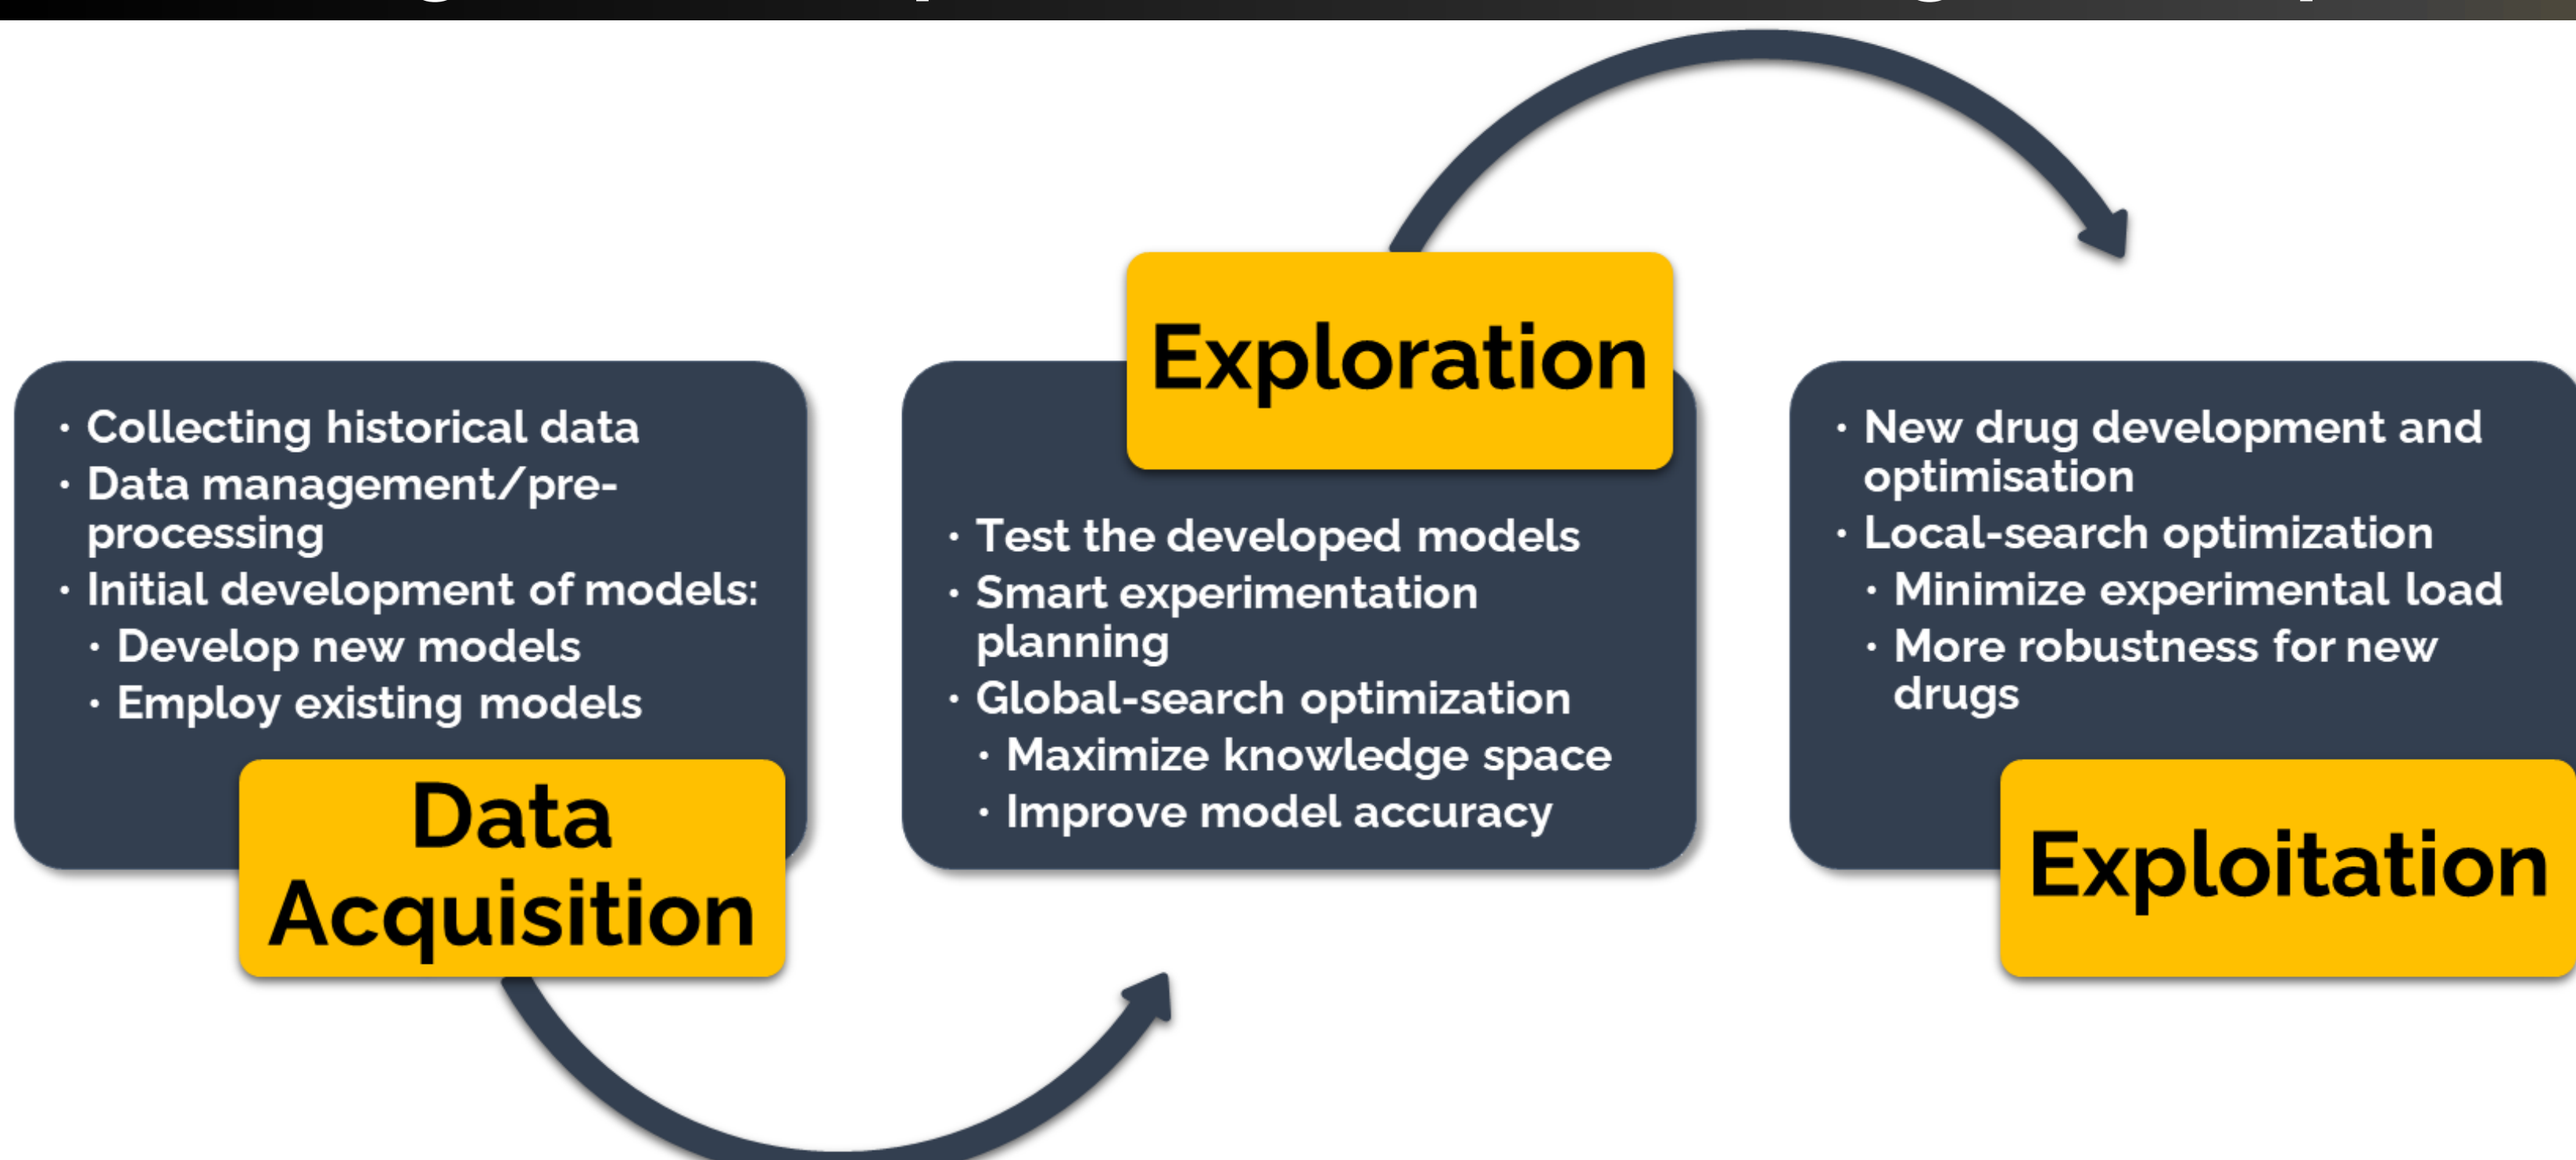 • Collecting historical data
• Data management/pre-
processing
• Initial development of models:
• Develop new models
• Employ existing models
Data
Acquisition
Exploration
• Test the developed models
• Smart experimentation
planning
• Global-search optimization
• Maximize knowledge space
• Improve model accuracy
• New drug development and
optimisation
• Local-search optimization
• Minimize experimental load
• More robustness for new
drugs
Exploitation